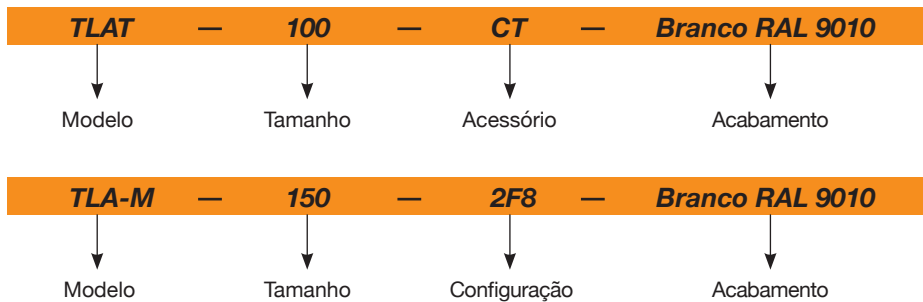 TLAT — 100 — CT — Branco RAL 9010
Modelo Tamanho Acessório Acabamento
TLA-M — 150 — 2F8 — Branco RAL 9010
Modelo Tamanho Configuração Acabamento